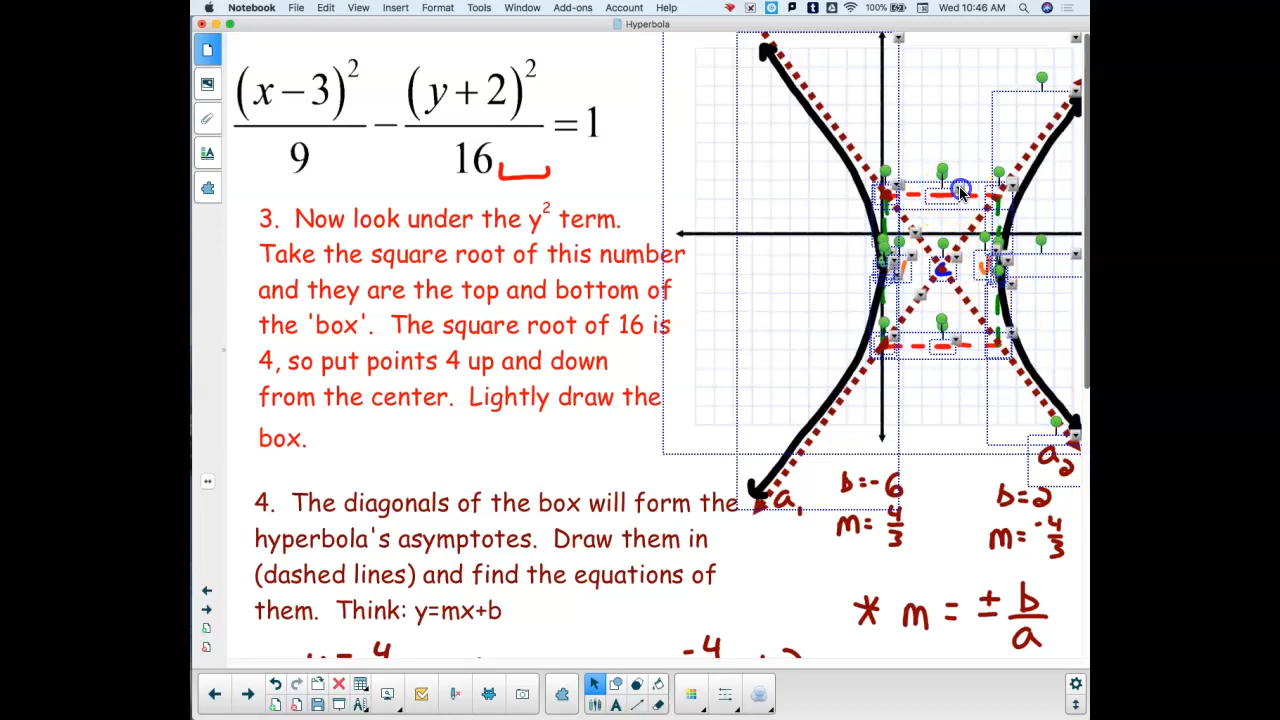 Notebook File Edit View Insert Format Tools Window Add-ons Account Help 100% Wed 10:46 AM
Hyperbola
(x−3)²/9 − (y+2)²/16 = 1
3. Now look under the y² term.
Take the square root of this number
and they are the top and bottom of
the 'box'. The square root of 16 is
4, so put points 4 up and down
from the center. Lightly draw the
box.
4. The diagonals of the box will form the
hyperbola's asymptotes. Draw them in
(dashed lines) and find the equations of
them. Think: y=mx+b
c
a₁
b=-6
m=4/3
a₂
b=2
m=-4/3
* m = ± b/a